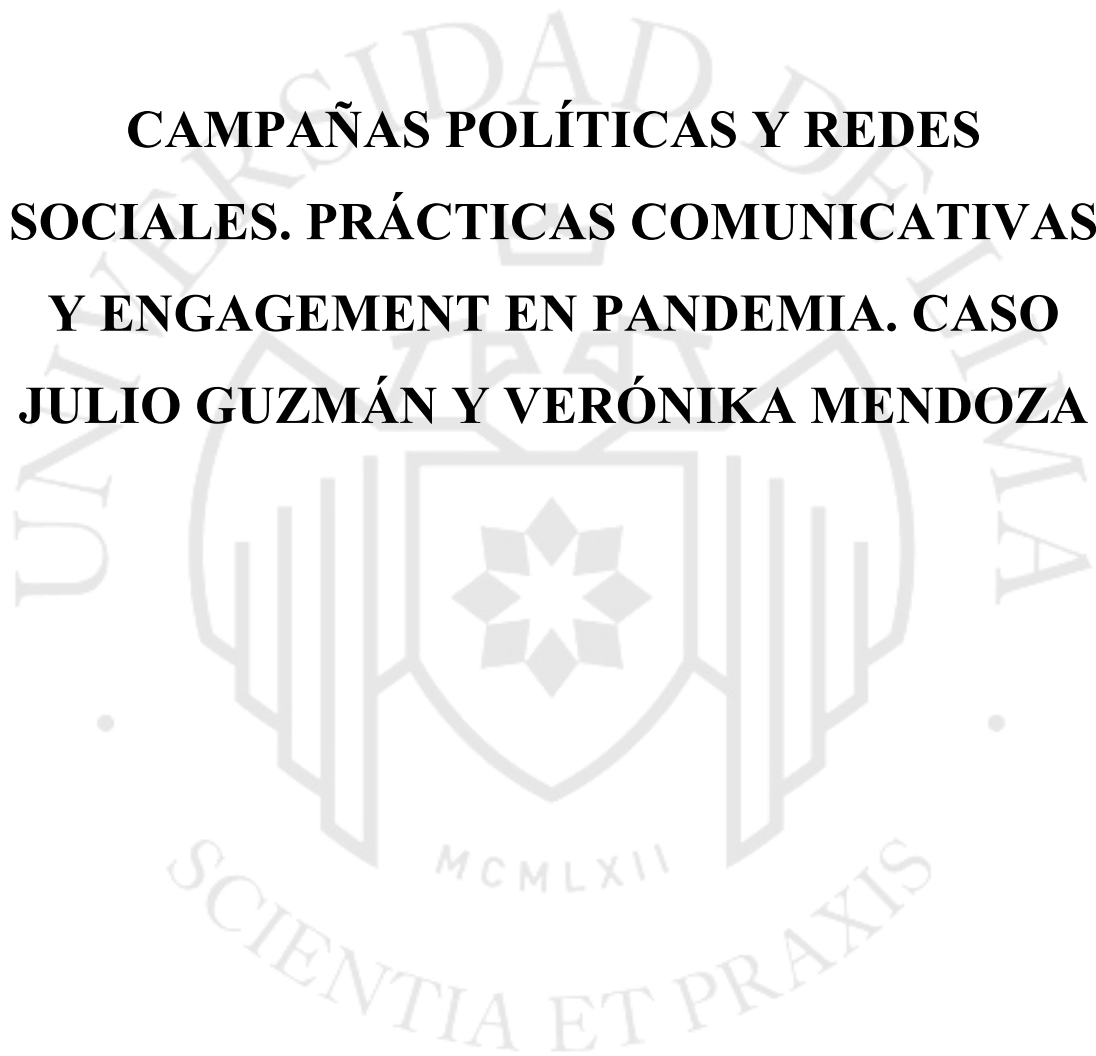 CAMPAÑAS POLÍTICAS Y REDES
SOCIALES. PRÁCTICAS COMUNICATIVAS
Y ENGAGEMENT EN PANDEMIA. CASO
JULIO GUZMÁN Y VERÓNIKA MENDOZA
UNIVERSIDAD DE LIMA
MCMLXII
SCIENTIA ET PRAXIS